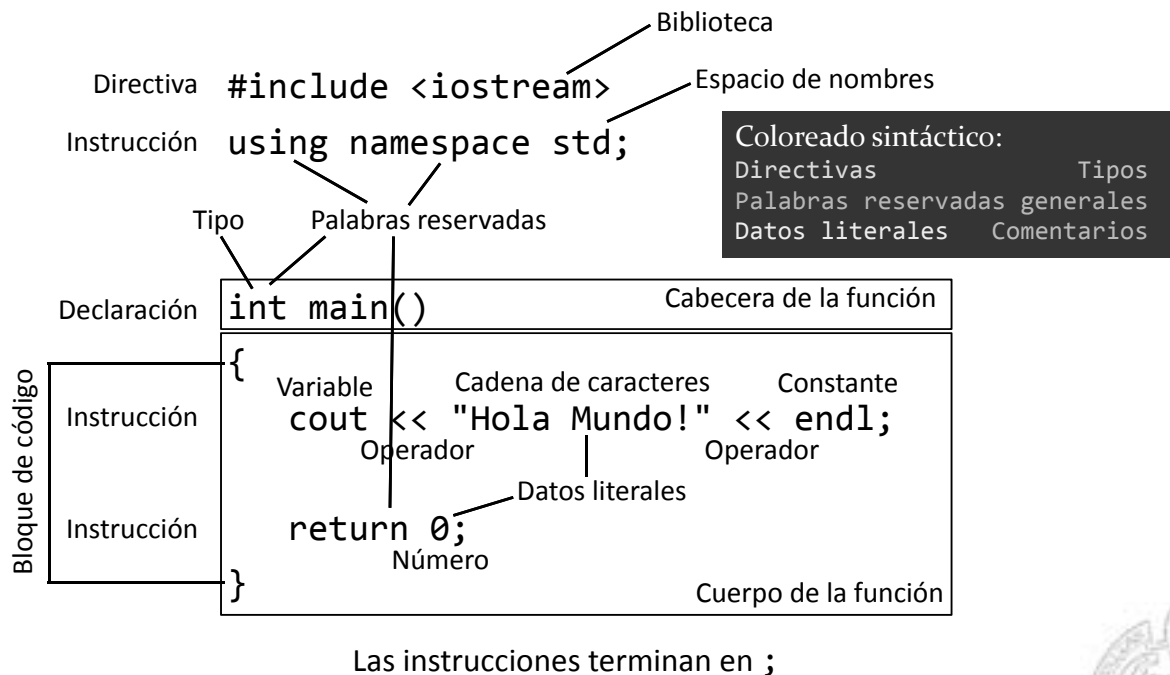 Biblioteca
Directiva #include <iostream>
Espacio de nombres
Instrucción using namespace std;
Coloreado sintáctico:
Directivas Tipos
Palabras reservadas generales
Datos literales Comentarios
Tipo Palabras reservadas
Declaración int main() Cabecera de la función
Bloque de código
{
Variable Cadena de caracteres Constante
Instrucción cout << "Hola Mundo!" << endl;
Operador Operador
Datos literales
Instrucción return 0;
Número
}
Cuerpo de la función
Las instrucciones terminan en ;